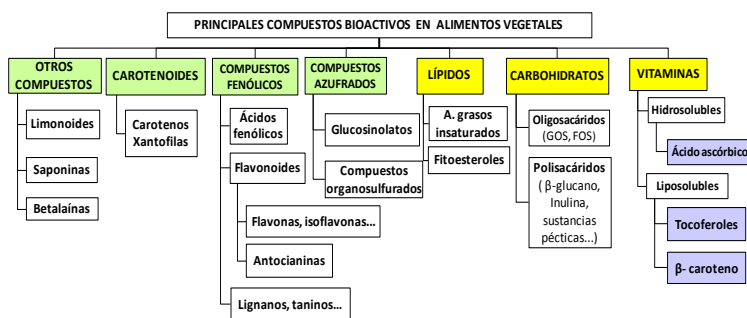 PRINCIPALES COMPUESTOS BIOACTIVOS EN ALIMENTOS VEGETALES
OTROS
COMPUESTOS
Limonoides
Saponinas
Betalaínas
CAROTENOIDES
Carotenos
Xantofilas
COMPUESTOS
FENÓLICOS
Ácidos
fenólicos
Flavonoides
Flavonas, isoflavonas...
Antocianinas
Lignanos, taninos...
COMPUESTOS
AZUFRADOS
Glucosinolatos
Compuestos
organosulfurados
LÍPIDOS
A. grasos
insaturados
Fitoesteroles
CARBOHIDRATOS
Oligosacáridos
(GOS, FOS)
Polisacáridos
( β-glucano,
Inulina,
sustancias
pécticas...)
VITAMINAS
Hidrosolubles
Ácido ascórbico
Liposolubles
Tocoferoles
β- caroteno